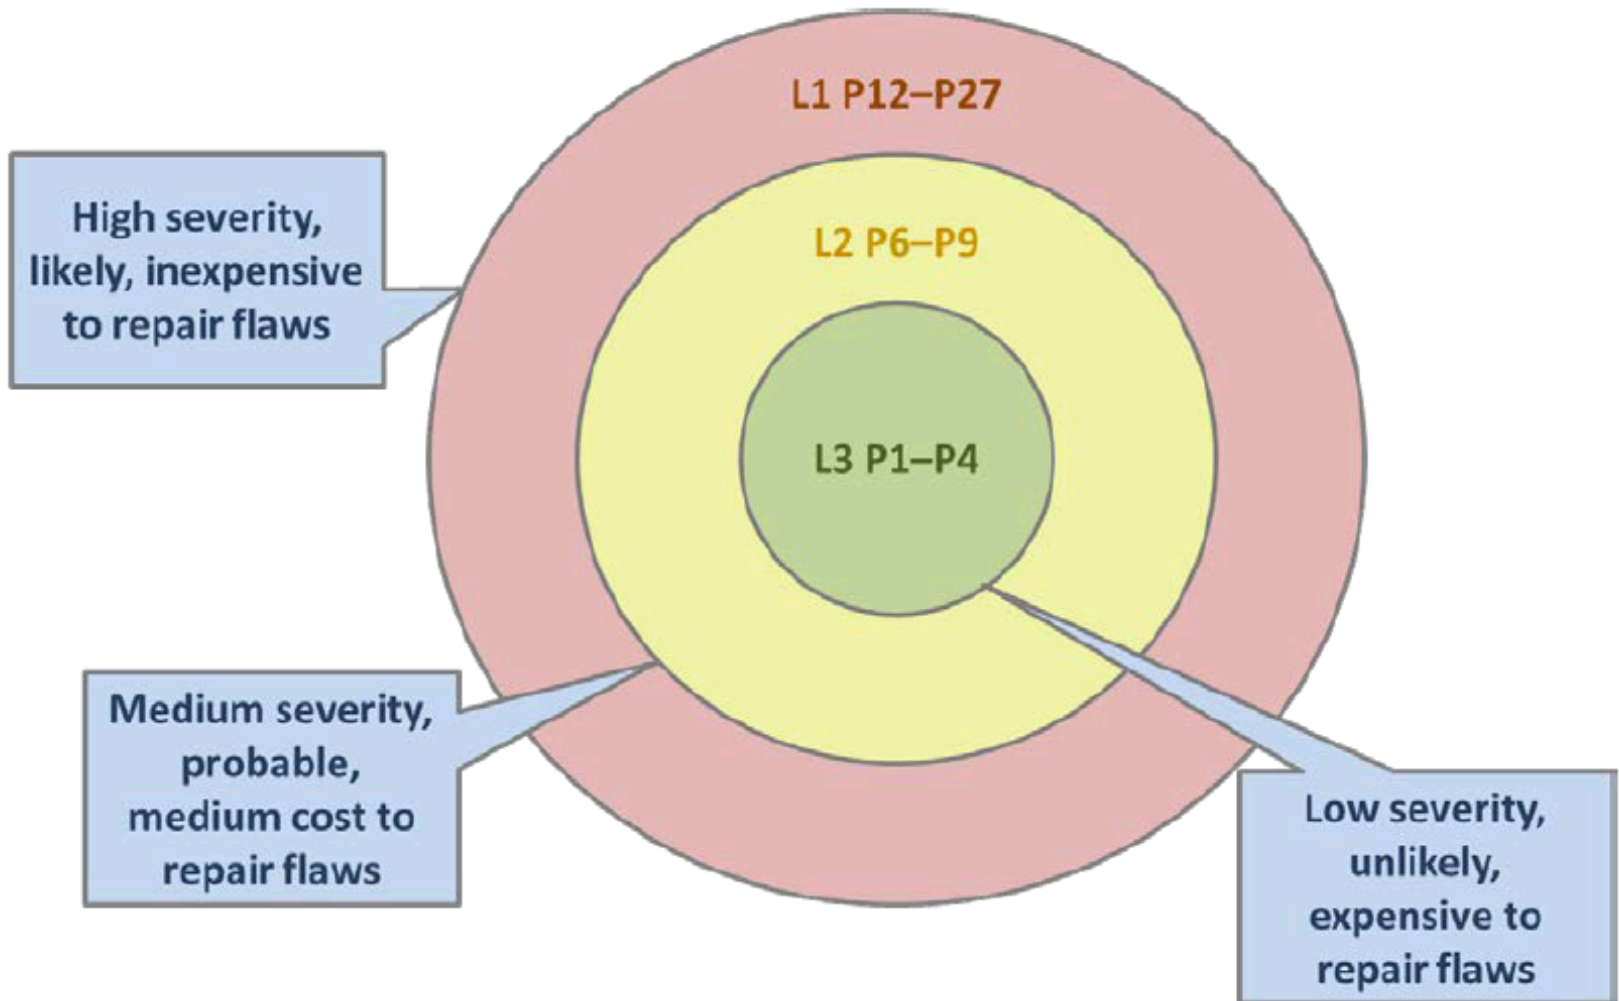 L1 P12–P27
High severity,
likely, inexpensive
to repair flaws
L2 P6–P9
L3 P1–P4
Medium severity,
probable,
medium cost to
repair flaws
Low severity,
unlikely,
expensive to
repair flaws